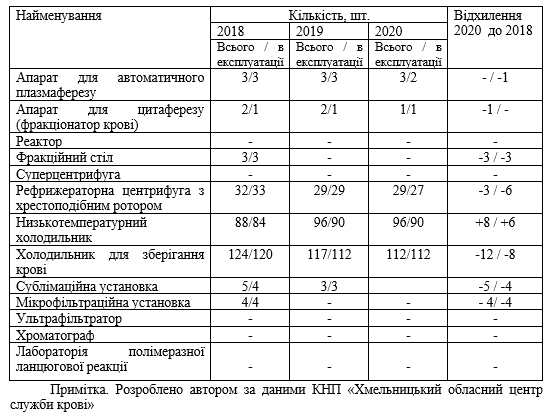 Найменування Кількість, шт. Відхилення
2018 2019 2020 2020 до 2018
Всього / в Всього / в Всього / в
експлуатації експлуатації експлуатації
Апарат для автоматичного 3/3 3/3 3/2 - / -1
плазмаферезу
Апарат для цитаферезу 2/1 2/1 1/1 -1 / -
(фракціонатор крові)
Реактор - - - -
Фракційний стіл 3/3 - - -3 / -3
Суперцентрифуга - - - -
Рефрижераторна центрифуга з 32/33 29/29 29/27 -3 / -6
хрестоподібним ротором
Низькотемпературний 88/84 96/90 96/90 +8 / +6
холодильник
Холодильник для зберігання 124/120 117/112 112/112 -12 / -8
крові
Сублімаційна установка 5/4 3/3 - -5 / -4
Мікрофільтраційна установка 4/4 - - - 4/ -4
Ультрафільтратор - - - -
Хроматограф - - - -
Лабораторія полімеразної - - - -
ланцюгової реакції
Примітка. Розроблено автором за даними КНП «Хмельницький обласний центр
служби крові»